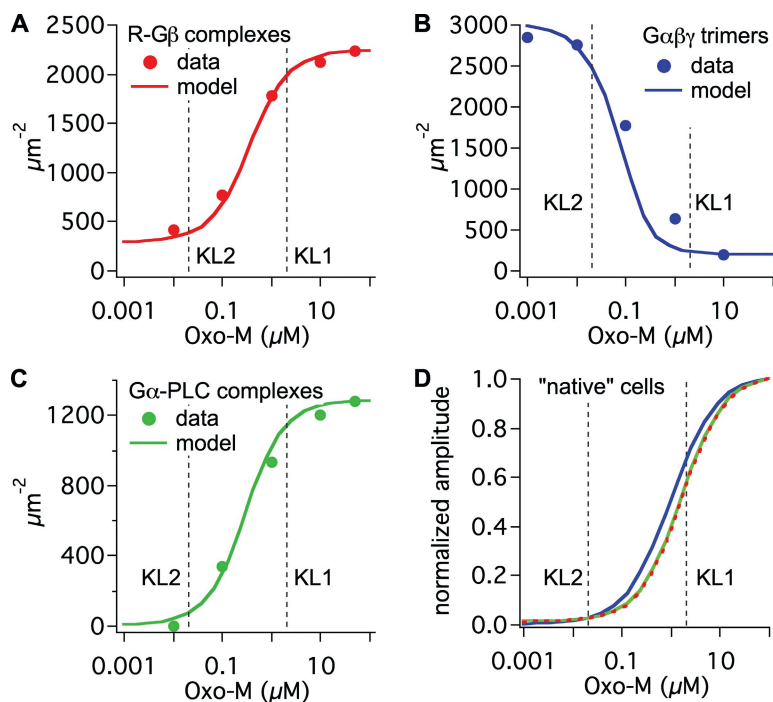 A
R-Gβ complexes
data
model
2500
2000
1500
1000
500
0
µm⁻²
KL2
KL1
0.001
0.1
10
Oxo-M (µM)
B
Gαβγ trimers
data
model
3000
2500
2000
1500
1000
500
0
µm⁻²
KL2
KL1
0.001
0.1
10
Oxo-M (µM)
C
Gα-PLC complexes
data
model
1200
800
400
0
µm⁻²
KL2
KL1
0.001
0.1
10
Oxo-M (µM)
D
"native" cells
1.0
0.8
0.6
0.4
0.2
0.0
normalized amplitude
KL2
KL1
0.001
0.1
10
Oxo-M (µM)